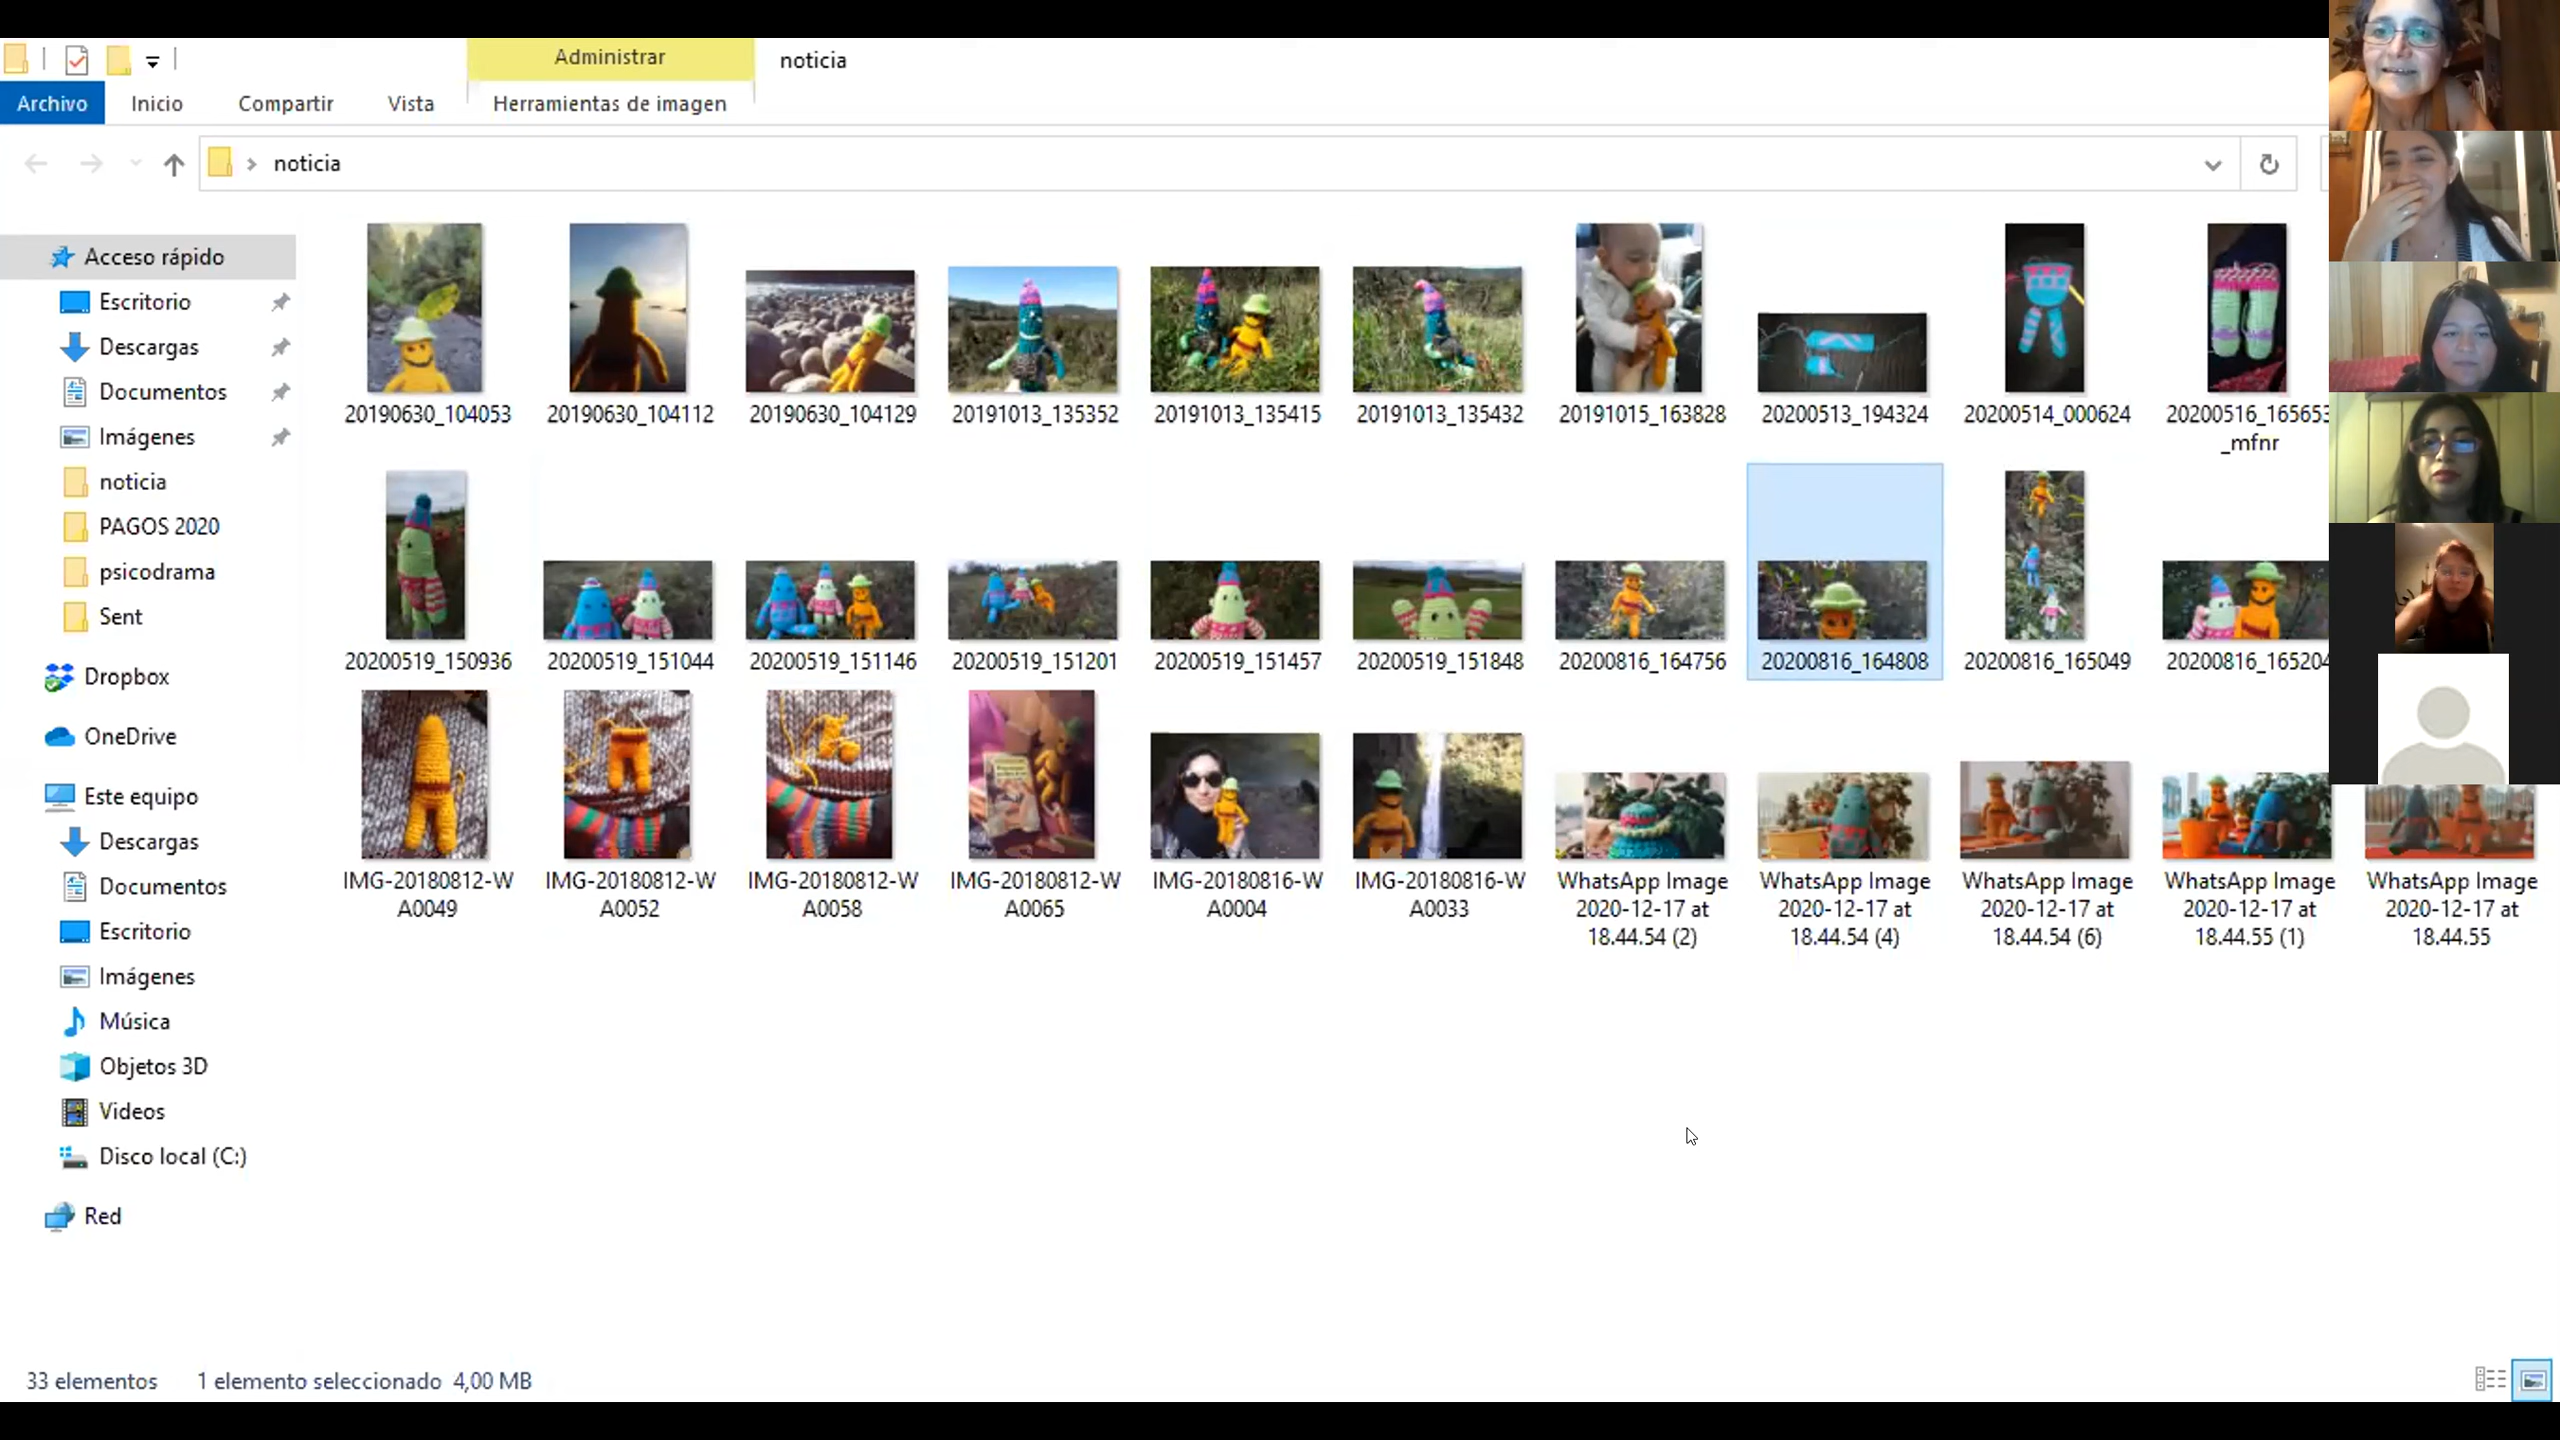 Administrar
noticia
Archivo
Inicio
Compartir
Vista
Herramientas de imagen
noticia
Acceso rápido
Escritorio
Descargas
Documentos
Imágenes
noticia
PAGOS 2020
psicodrama
Sent
Dropbox
OneDrive
Este equipo
Descargas
Documentos
Escritorio
Imágenes
Música
Objetos 3D
Videos
Disco local (C:)
Red
20190630_104053
20190630_104112
20190630_104129
20191013_135352
20191013_135415
20191013_135432
20191015_163828
20200513_194324
20200514_000624
20200516_165653
_mfnr
20200519_150936
20200519_151044
20200519_151146
20200519_151201
20200519_151457
20200519_151848
20200816_164756
20200816_164808
20200816_165049
20200816_165204
IMG-20180812-W
A0049
IMG-20180812-W
A0052
IMG-20180812-W
A0058
IMG-20180812-W
A0065
IMG-20180816-W
A0004
IMG-20180816-W
A0033
WhatsApp Image
2020-12-17 at
18.44.54 (2)
WhatsApp Image
2020-12-17 at
18.44.54 (4)
WhatsApp Image
2020-12-17 at
18.44.54 (6)
WhatsApp Image
2020-12-17 at
18.44.55 (1)
WhatsApp Image
2020-12-17 at
18.44.55
33 elementos
1 elemento seleccionado 4,00 MB